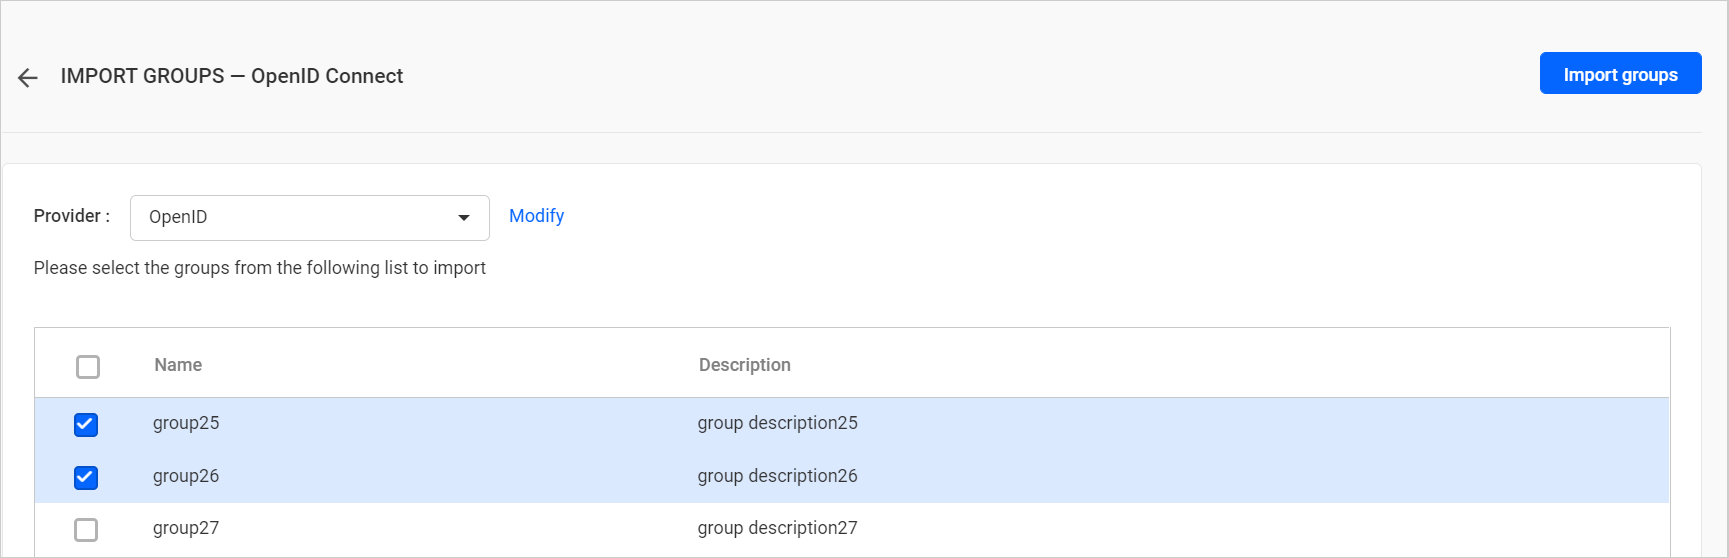 IMPORT GROUPS — OpenID Connect
Import groups
Provider : OpenID Modify
Please select the groups from the following list to import
Name Description
group25 group description25
group26 group description26
group27 group description27